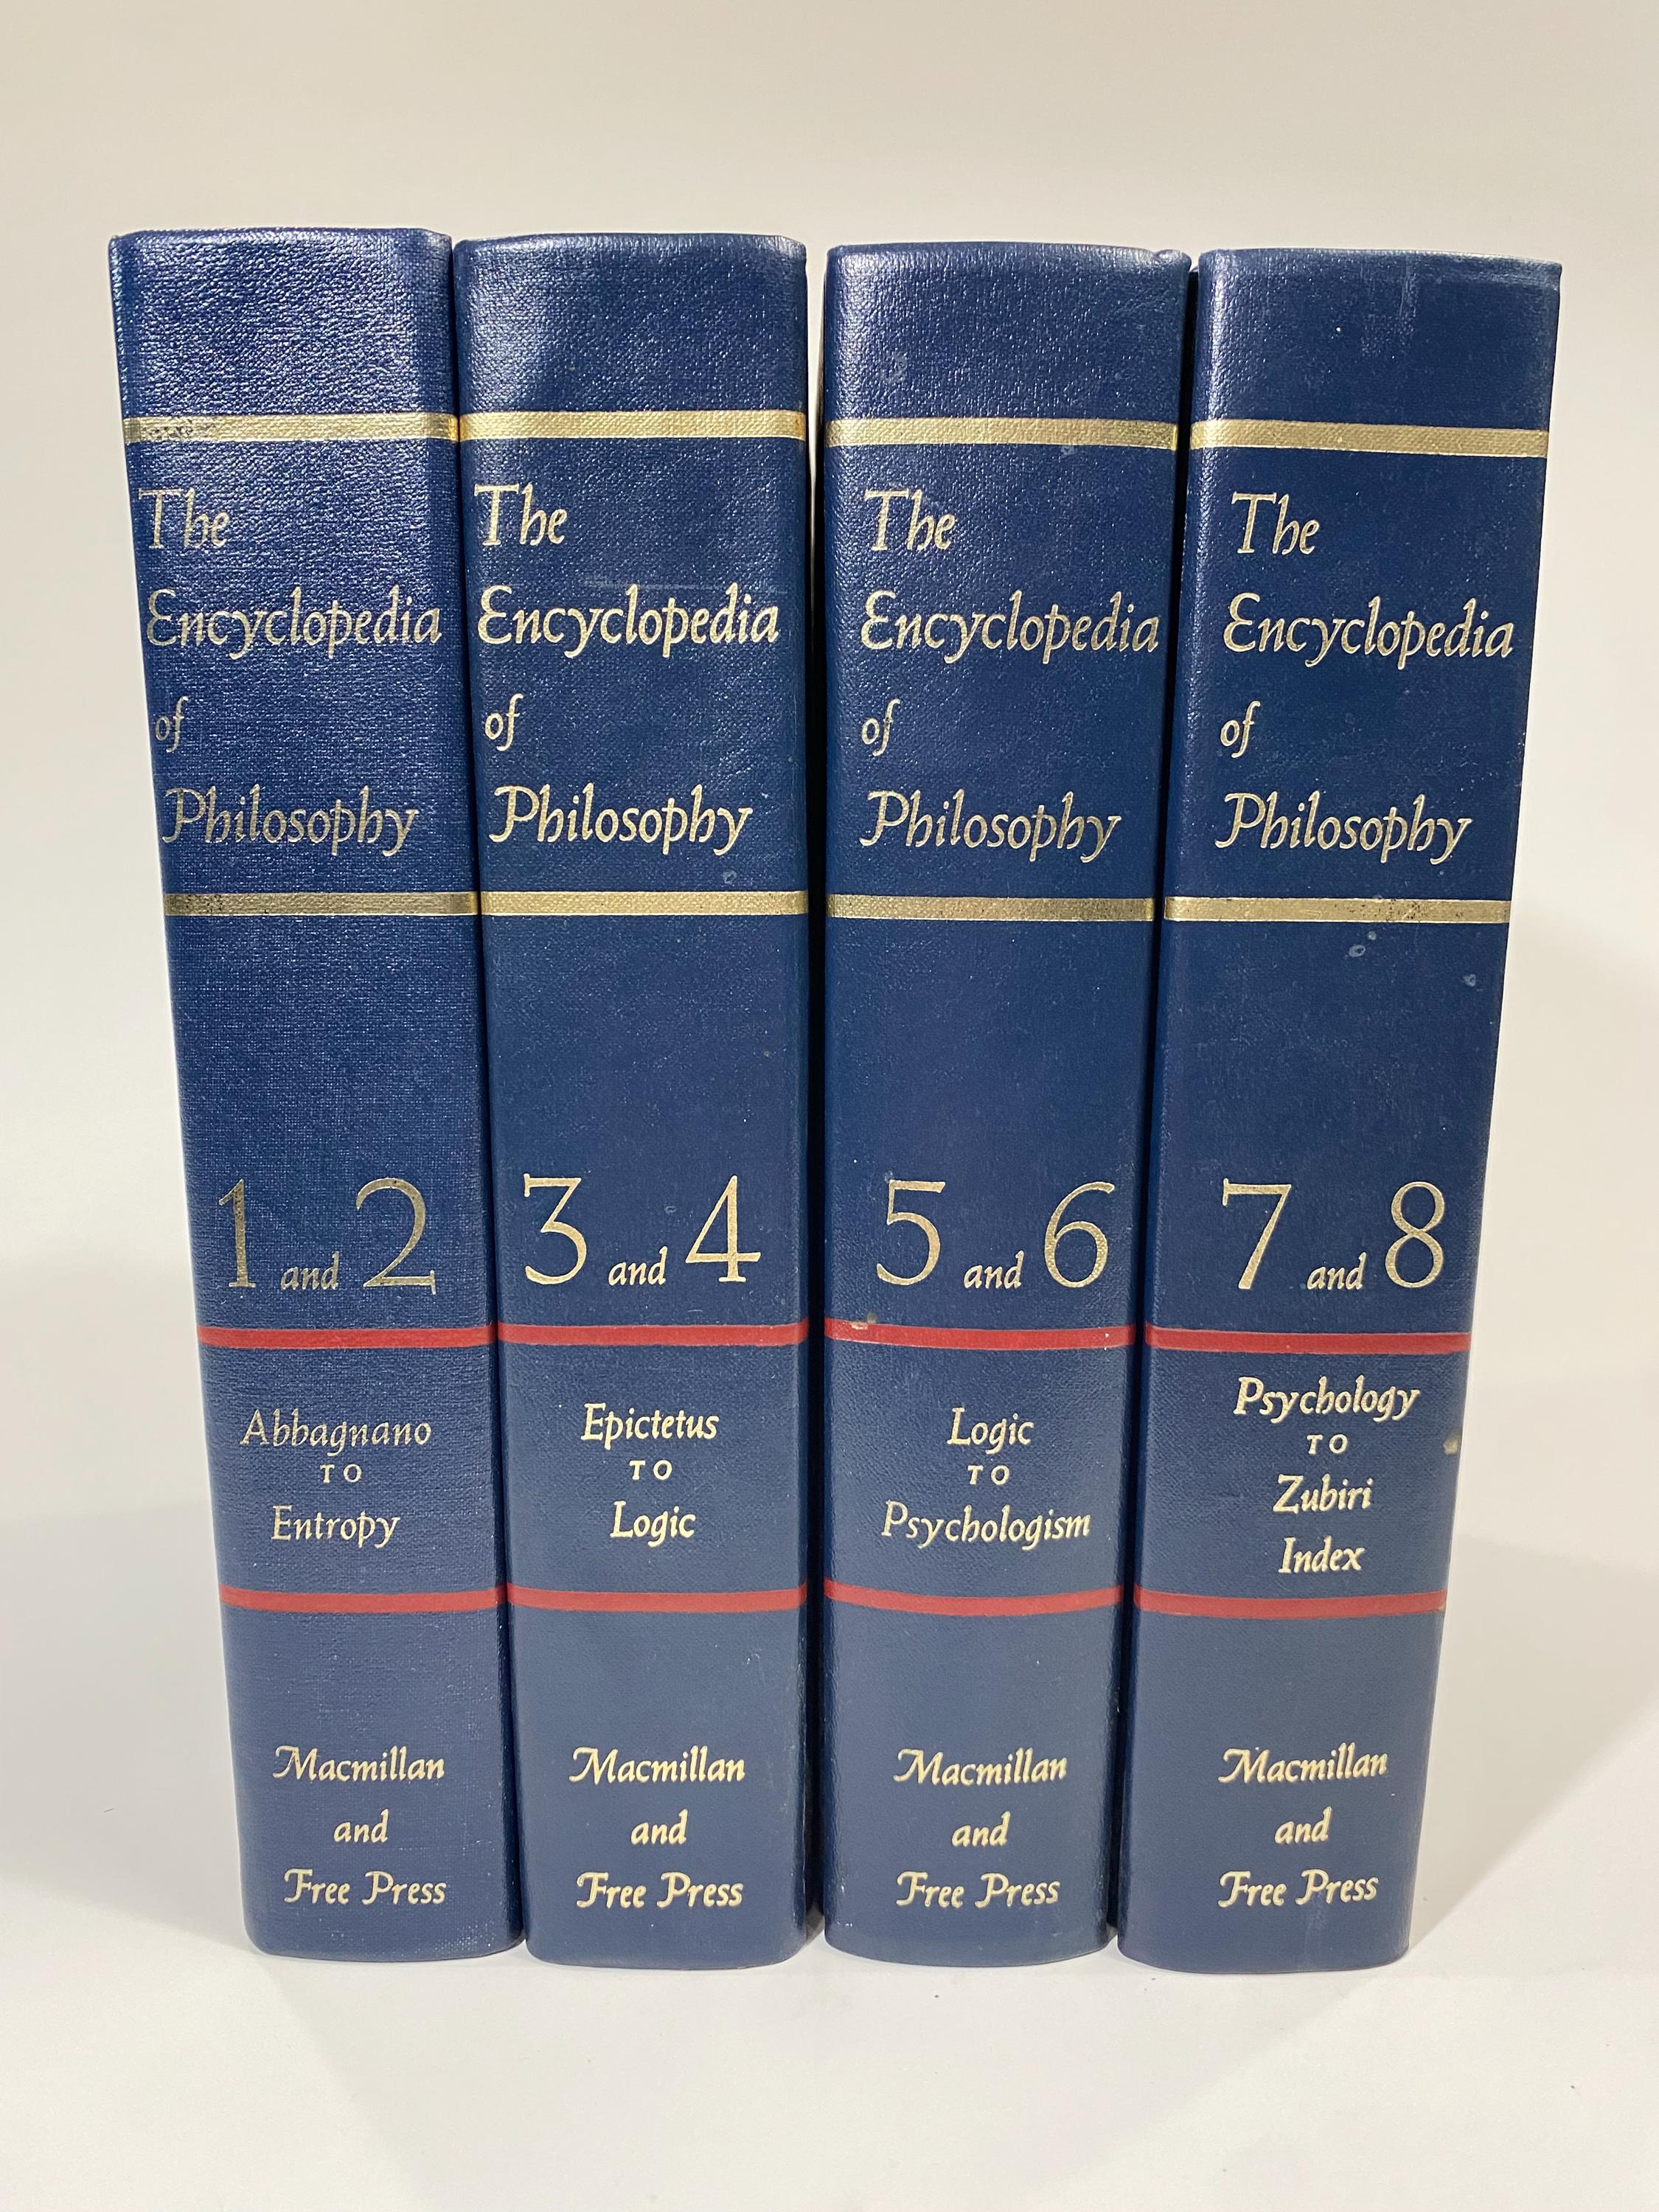 The
Encyclopedia
of
Philosophy
1 and 2
Abbagnano
TO
Entropy
Macmillan
and
Free Press
The
Encyclopedia
of
Philosophy
3 and 4
Epictetus
TO
Logic
Macmillan
and
Free Press
The
Encyclopedia
of
Philosophy
5 and 6
Logic
TO
Psychologism
Macmillan
and
Free Press
The
Encyclopedia
of
Philosophy
7 and 8
Psychology
TO
Zubiri
Index
Macmillan
and
Free Press